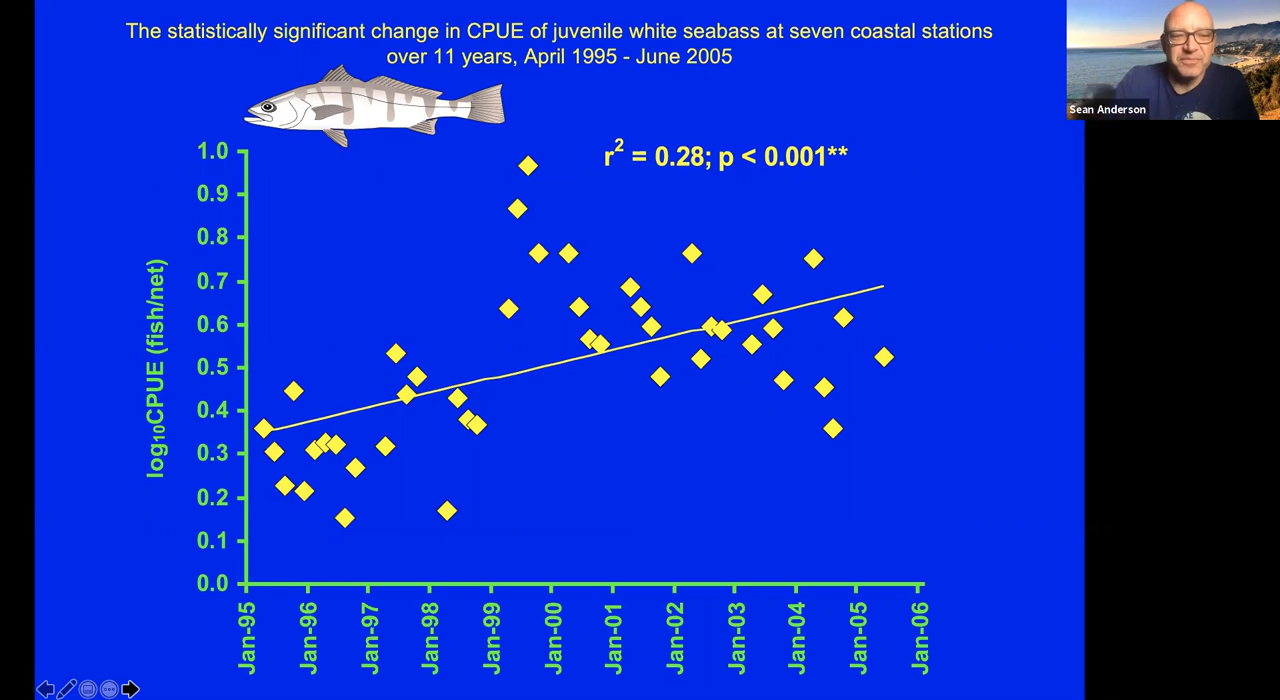 The statistically significant change in CPUE of juvenile white seabass at seven coastal stations
over 11 years, April 1995 - June 2005
Sean Anderson
r² = 0.28; p < 0.001**
log₁₀CPUE (fish/net)
1.0
0.9
0.8
0.7
0.6
0.5
0.4
0.3
0.2
0.1
0.0
Jan-95
Jan-96
Jan-97
Jan-98
Jan-99
Jan-00
Jan-01
Jan-02
Jan-03
Jan-04
Jan-05
Jan-06